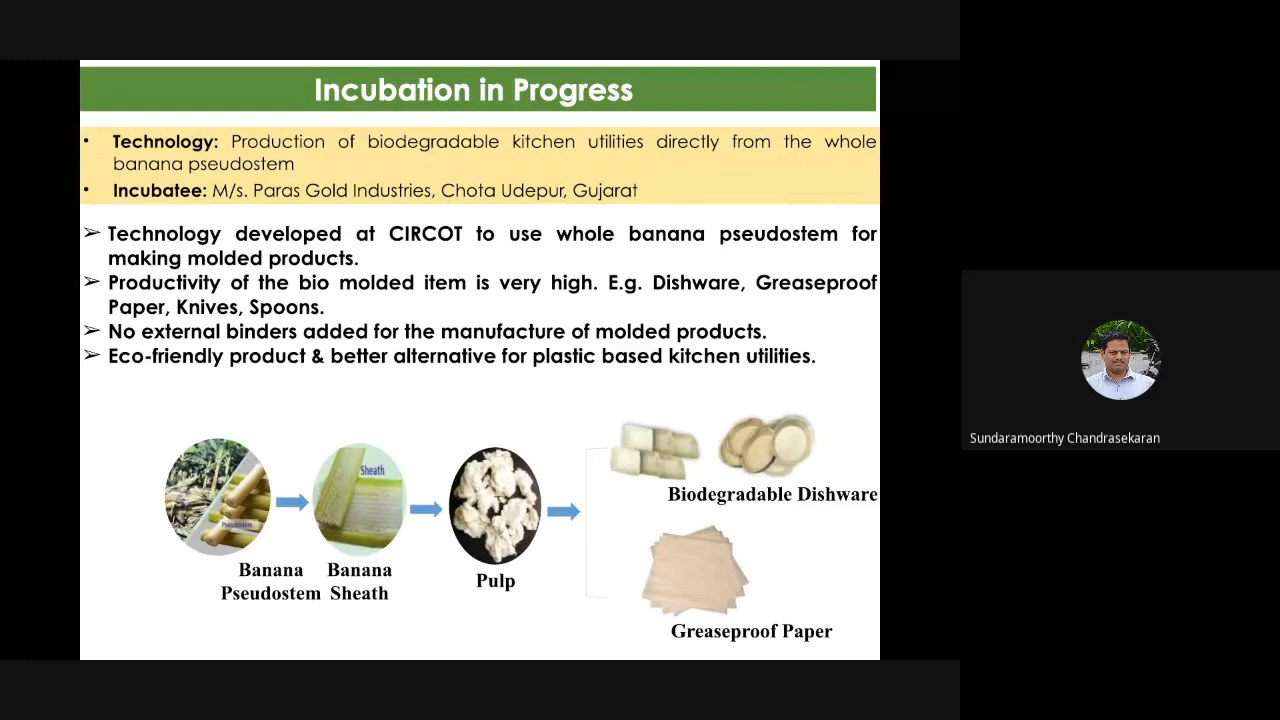 Incubation in Progress
• Technology: Production of biodegradable kitchen utilities directly from the whole
banana pseudostem
• Incubatee: M/s. Paras Gold Industries, Chota Udepur, Gujarat
➢ Technology developed at CIRCOT to use whole banana pseudostem for
making molded products.
➢ Productivity of the bio molded item is very high. E.g. Dishware, Greaseproof
Paper, Knives, Spoons.
➢ No external binders added for the manufacture of molded products.
➢ Eco-friendly product & better alternative for plastic based kitchen utilities.
Sundaramoorthy Chandrasekaran
Pseudostem
Sheath
Banana
Pseudostem
Banana
Sheath
Pulp
Biodegradable Dishware
Greaseproof Paper